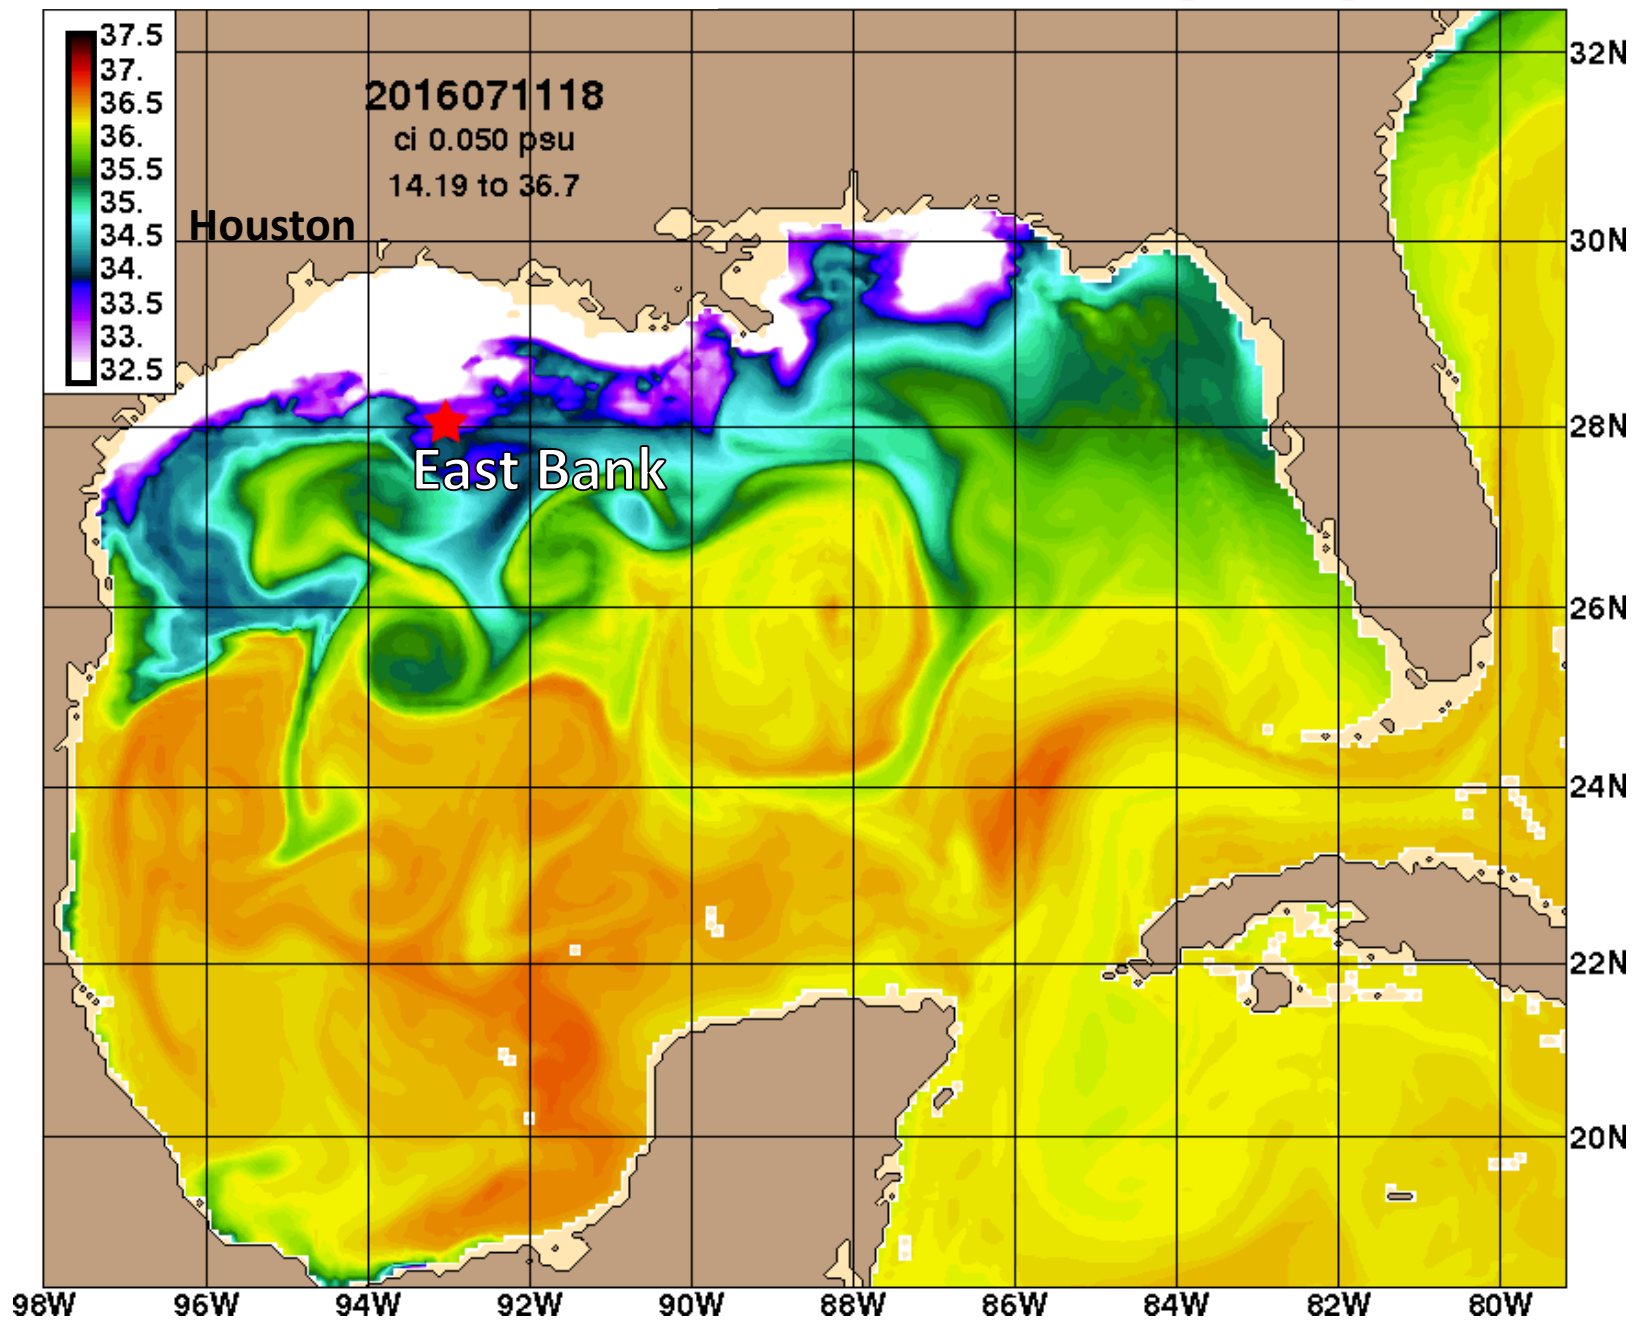 37.5
37.
36.5
36.
35.5
35.
34.5
34.
33.5
33.
32.5
2016071118
ci 0.050 psu
14.19 to 36.7
Houston
East Bank
32N
30N
28N
26N
24N
22N
20N
98W 96W 94W 92W 90W 88W 86W 84W 82W 80W